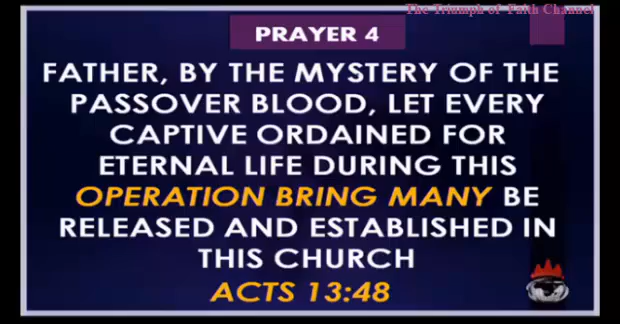 The Triumph of Faith Channel
PRAYER 4
FATHER, BY THE MYSTERY OF THE
PASSOVER BLOOD, LET EVERY
CAPTIVE ORDAINED FOR
ETERNAL LIFE DURING THIS
OPERATION BRING MANY BE
RELEASED AND ESTABLISHED IN
THIS CHURCH
ACTS 13:48